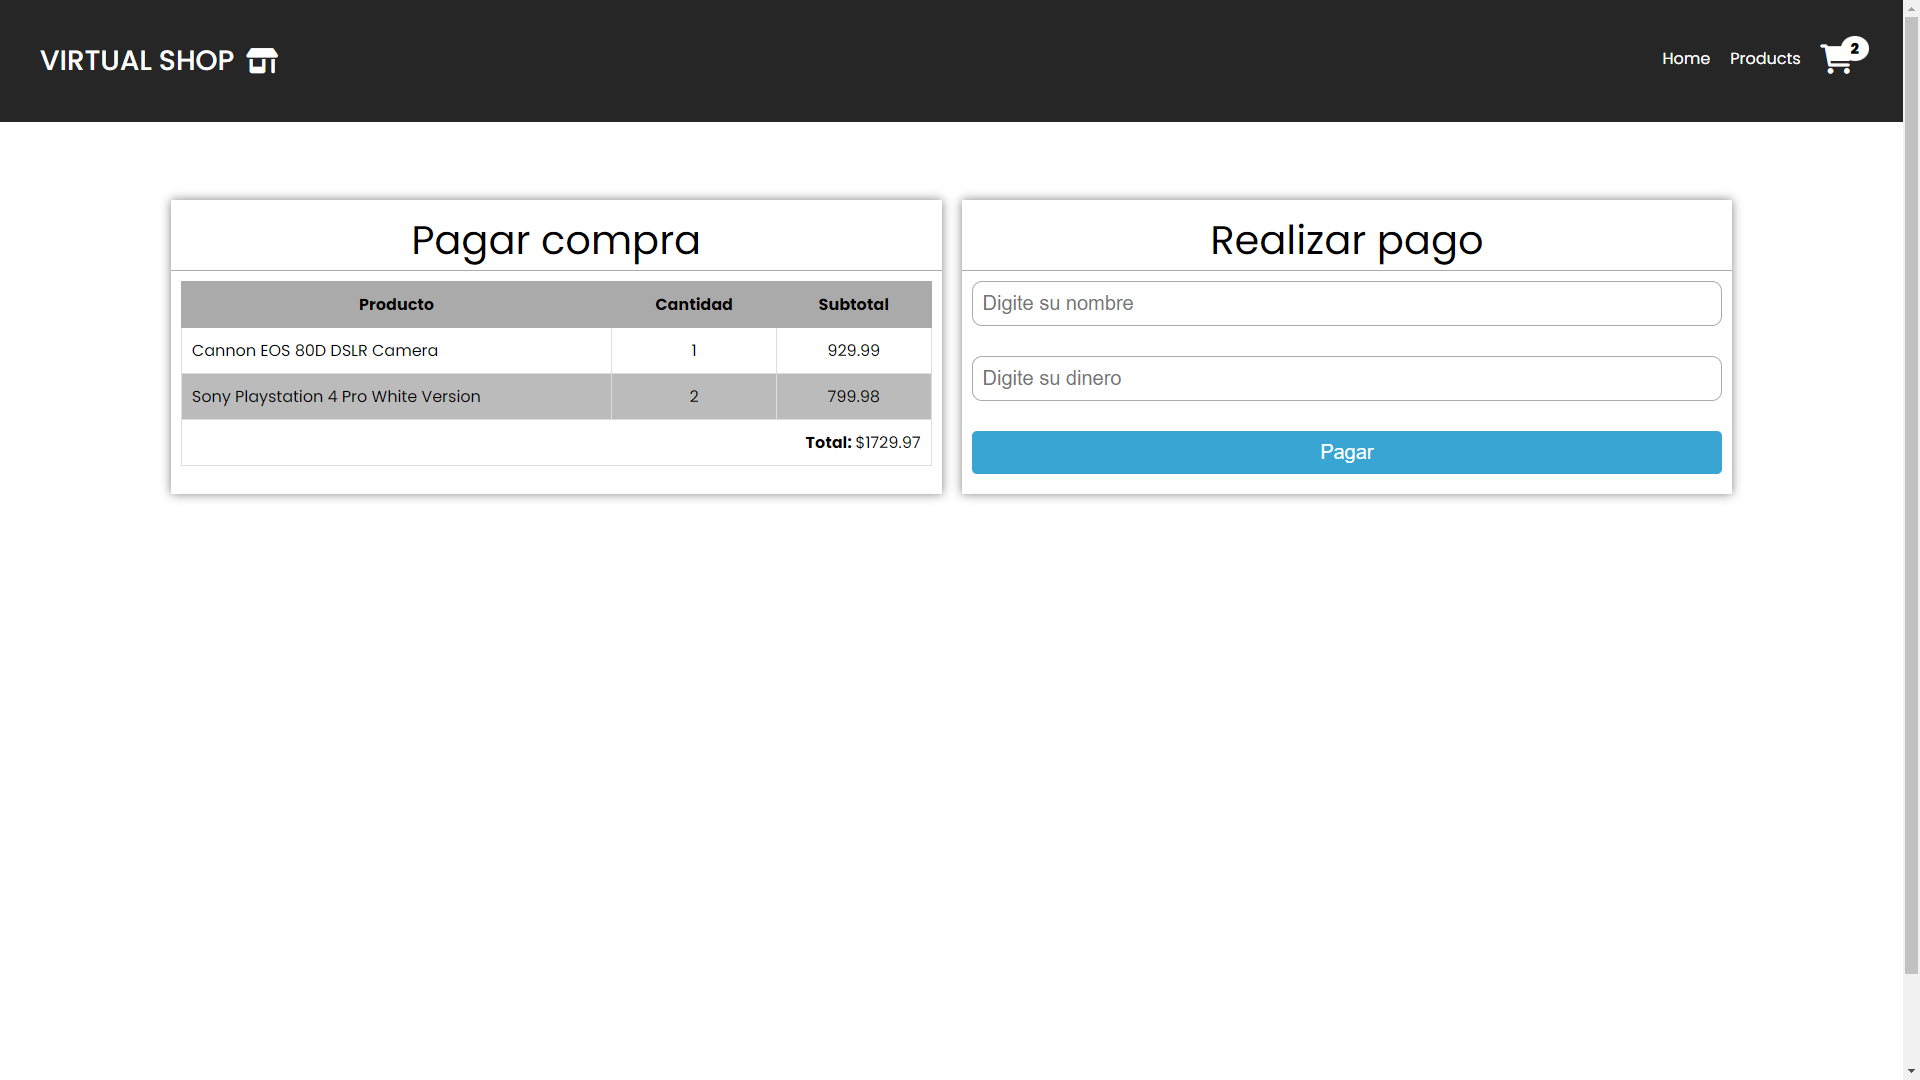 VIRTUAL SHOP
Home Products 2
Pagar compra
Producto Cantidad Subtotal
Cannon EOS 80D DSLR Camera 1 929.99
Sony Playstation 4 Pro White Version 2 799.98
Total: $1729.97
Realizar pago
Digite su nombre
Digite su dinero
Pagar